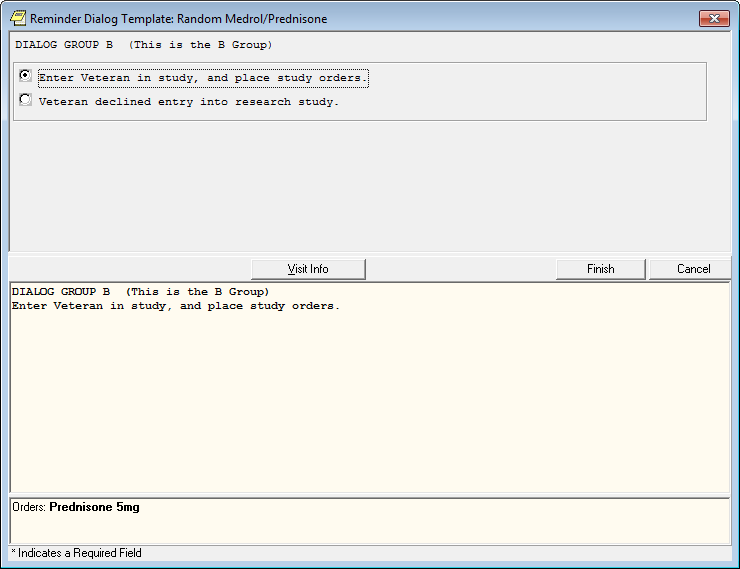 Reminder Dialog Template: Random Medrol/Prednisone
DIALOG GROUP B  (This is the B Group)
Enter Veteran in study, and place study orders.
Veteran declined entry into research study.
Visit Info
Finish
Cancel
DIALOG GROUP B  (This is the B Group)
Enter Veteran in study, and place study orders.
Orders: Prednisone 5mg
* Indicates a Required Field